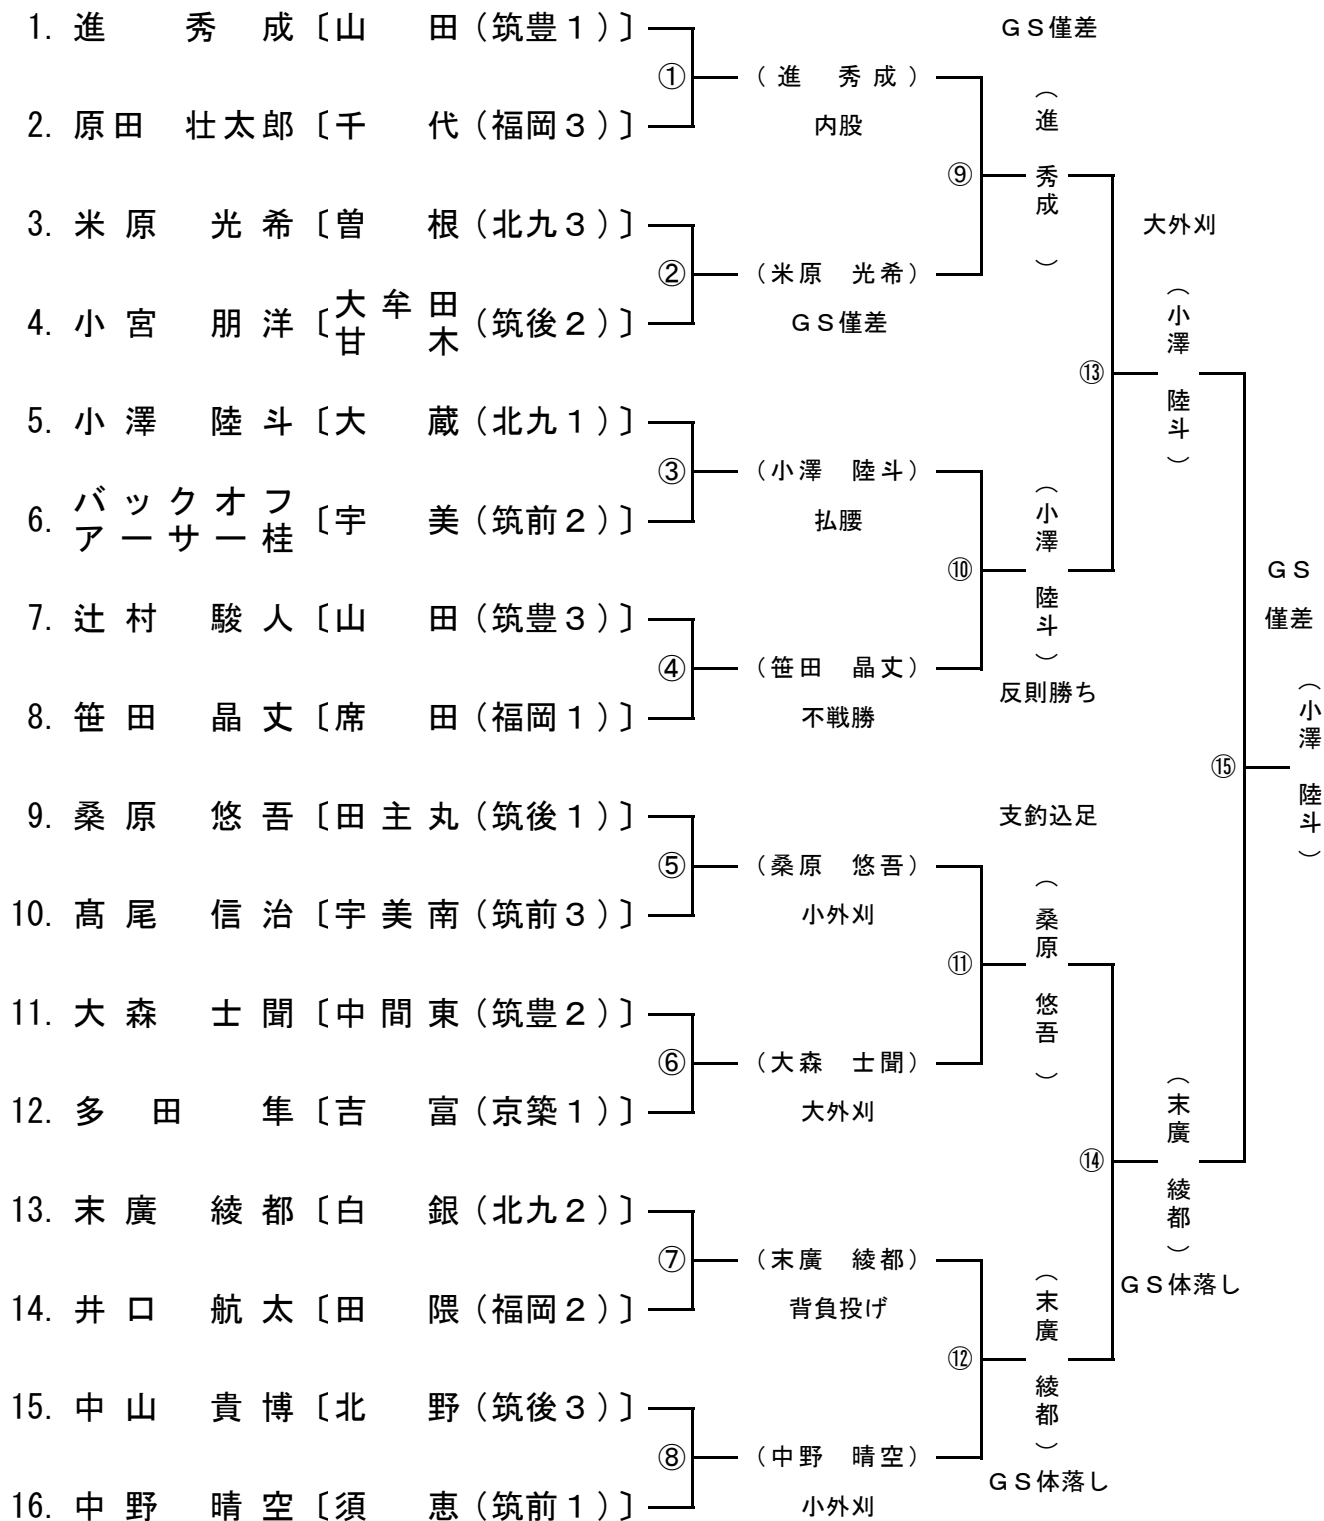 1. 進 秀成〔山田(筑豊1)〕
2. 原田 壮太郎〔千代(福岡3)〕
3. 米原 光希〔曽根(北九3)〕
4. 小宮 朋洋〔大牟田甘木(筑後2)〕
5. 小澤 陸斗〔大蔵(北九1)〕
6. バックオフアーサー桂〔宇美(筑前2)〕
7. 辻村 駿人〔山田(筑豊3)〕
8. 笹田 晶丈〔席田(福岡1)〕
9. 桑原 悠吾〔田主丸(筑後1)〕
10. 髙尾 信治〔宇美南(筑前3)〕
11. 大森 士聞〔中間東(筑豊2)〕
12. 多田 隼〔吉富(京築1)〕
13. 末廣 綾都〔白銀(北九2)〕
14. 井口 航太〔田隈(福岡2)〕
15. 中山 貴博〔北野(筑後3)〕
16. 中野 晴空〔須恵(筑前1)〕
①
(進 秀成)
内股
②
(米原 光希)
GS僅差
③
(小澤 陸斗)
払腰
④
(笹田 晶丈)
不戦勝
⑤
(桑原 悠吾)
小外刈
⑥
(大森 士聞)
大外刈
⑦
(末廣 綾都)
背負投げ
⑧
(中野 晴空)
小外刈
GS僅差
⑨
(進 秀成)
⑩
(小澤 陸斗)
反則勝ち
支釣込足
⑪
(桑原 悠吾)
⑫
(末廣 綾都)
GS体落し
大外刈
⑬
(小澤 陸斗)
⑭
(末廣 綾都)
GS体落し
GS
僅差
⑮
(小澤 陸斗)